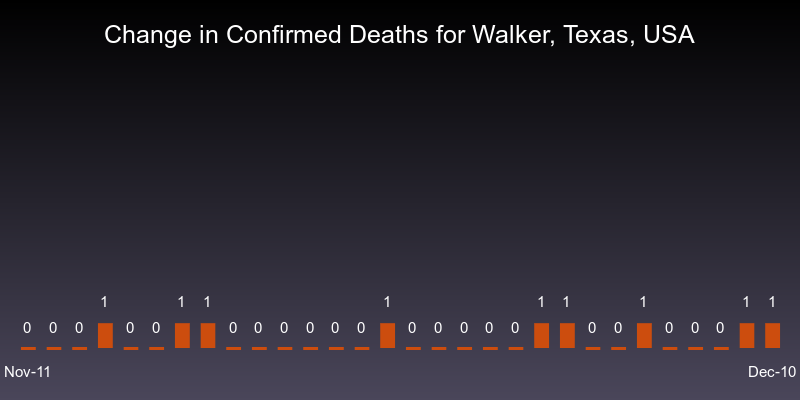 Change in Confirmed Deaths for Walker, Texas, USA
0 0 0 1 0 0 1 1 0 0 0 0 0 0 1 0 0 0 0 0 1 1 0 0 1 0 0 0 1 1
Nov-11 Dec-10